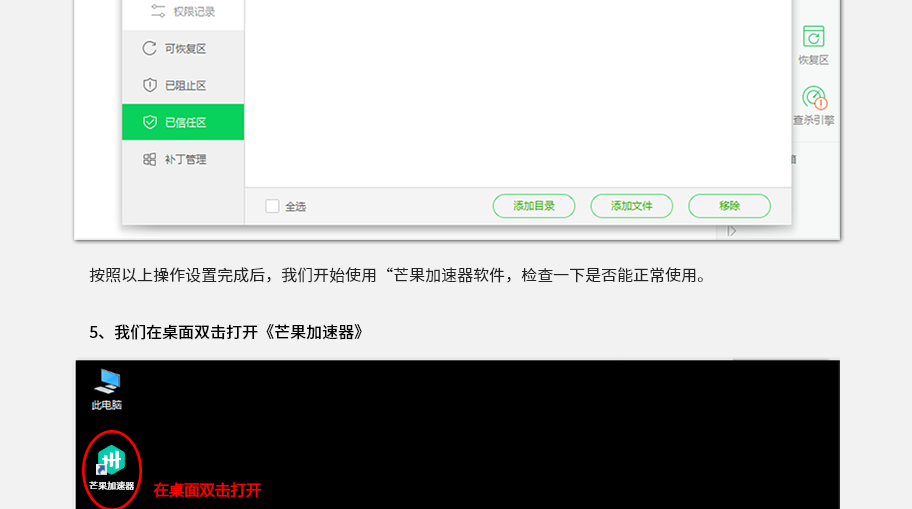 权限记录
可恢复区
恢复区
已阻止区
已信任区
查杀引擎
补丁管理
全选
添加目录
添加文件
移除
按照以上操作设置完成后，我们开始使用“芒果加速器软件，检查一下是否能正常使用。
5、我们在桌面双击打开《芒果加速器》
此电脑
芒果加速器
在桌面双击打开